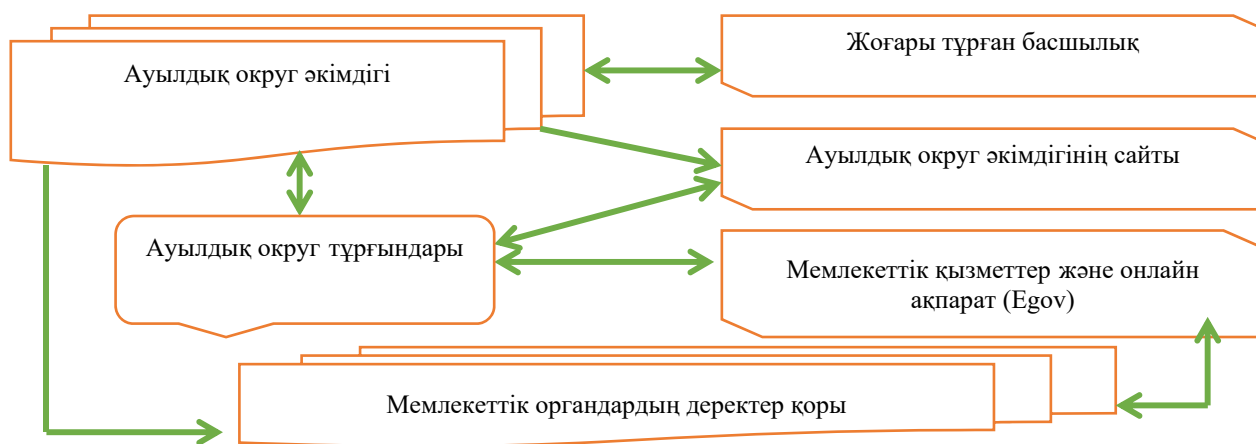 Ауылдық округ әкімдігі
Жоғары тұрған басшылық
Ауылдық округ әкімдігінің сайты
Ауылдық округ тұрғындары
Мемлекеттік қызметтер және онлайн
ақпарат (Egov)
Мемлекеттік органдардың деректер қоры